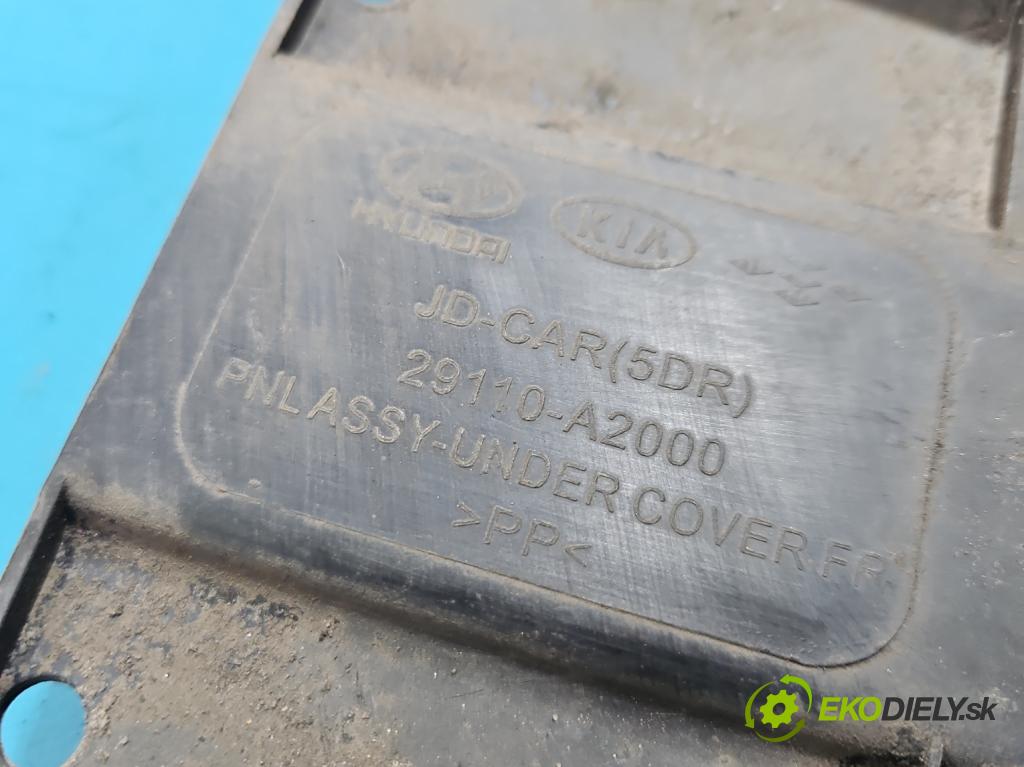 HYUNDAI
KIA
JD-CAR(5DR)
29110-A2000
PNL ASSY-UNDER COVER FR
>PP<
EKODIELY.sk